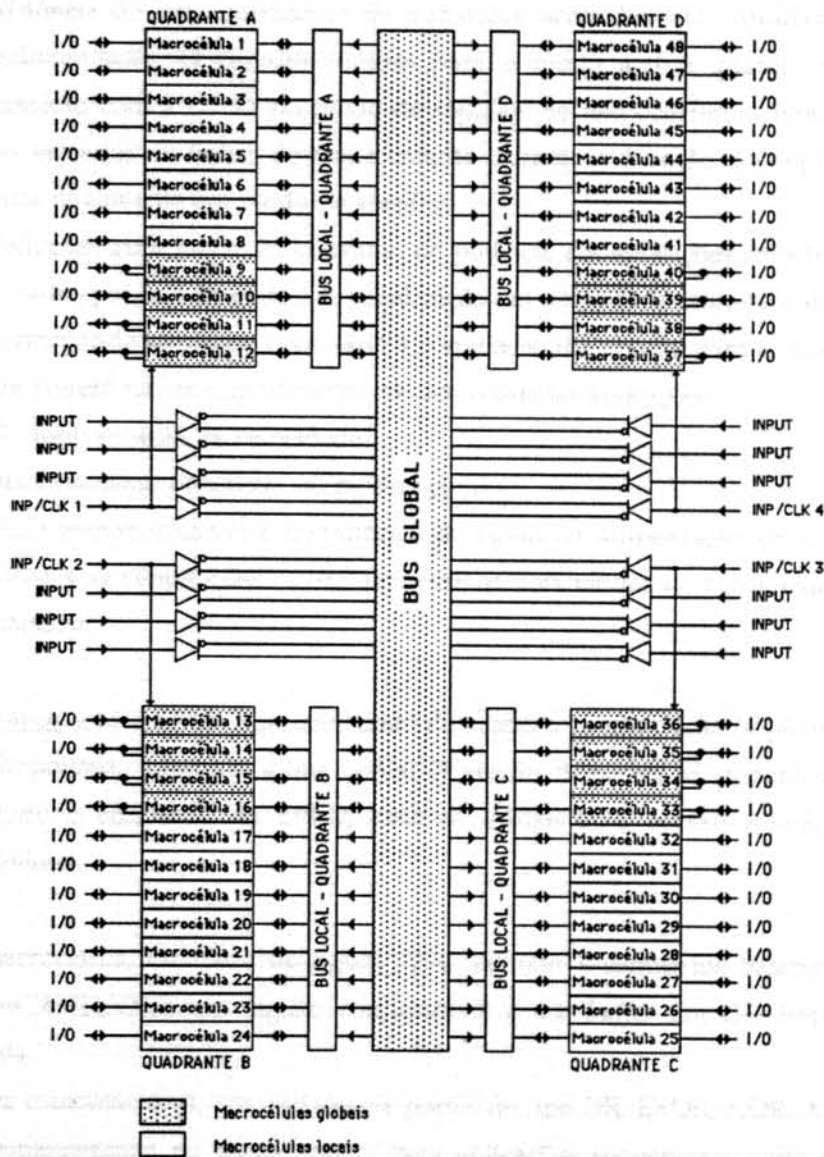 QUADRANTE A
QUADRANTE D
I/O Macrocélula 1 Macrocélula 48 I/O
I/O Macrocélula 2 Macrocélula 47 I/O
I/O Macrocélula 3 Macrocélula 46 I/O
I/O Macrocélula 4 Macrocélula 45 I/O
I/O Macrocélula 5 Macrocélula 44 I/O
I/O Macrocélula 6 Macrocélula 43 I/O
I/O Macrocélula 7 Macrocélula 42 I/O
I/O Macrocélula 8 Macrocélula 41 I/O
I/O Macrocélula 9 Macrocélula 40 I/O
I/O Macrocélula 10 Macrocélula 39 I/O
I/O Macrocélula 11 Macrocélula 38 I/O
I/O Macrocélula 12 Macrocélula 37 I/O
BUS LOCAL - QUADRANTE A
BUS LOCAL - QUADRANTE D
BUS GLOBAL
INPUT INPUT
INPUT INPUT
INPUT INPUT
INP/CLK 1 INP/CLK 4
INP/CLK 2 INP/CLK 3
INPUT INPUT
INPUT INPUT
INPUT INPUT
I/O Macrocélula 13 Macrocélula 36 I/O
I/O Macrocélula 14 Macrocélula 35 I/O
I/O Macrocélula 15 Macrocélula 34 I/O
I/O Macrocélula 16 Macrocélula 33 I/O
I/O Macrocélula 17 Macrocélula 32 I/O
I/O Macrocélula 18 Macrocélula 31 I/O
I/O Macrocélula 19 Macrocélula 30 I/O
I/O Macrocélula 20 Macrocélula 29 I/O
I/O Macrocélula 21 Macrocélula 28 I/O
I/O Macrocélula 22 Macrocélula 27 I/O
I/O Macrocélula 23 Macrocélula 26 I/O
I/O Macrocélula 24 Macrocélula 25 I/O
BUS LOCAL - QUADRANTE B
BUS LOCAL - QUADRANTE C
QUADRANTE B
QUADRANTE C
Macrocélulas globais
Macrocélulas locais